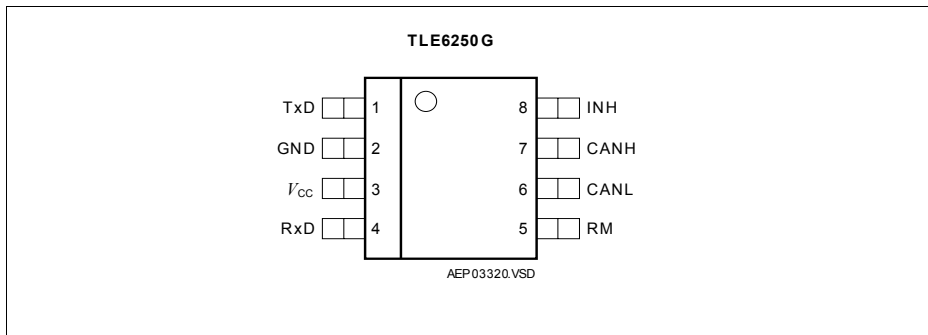 TLE6250G
TxD 1 8 INH
GND 2 7 CANH
VCC 3 6 CANL
RxD 4 5 RM
AEP03320.VSD